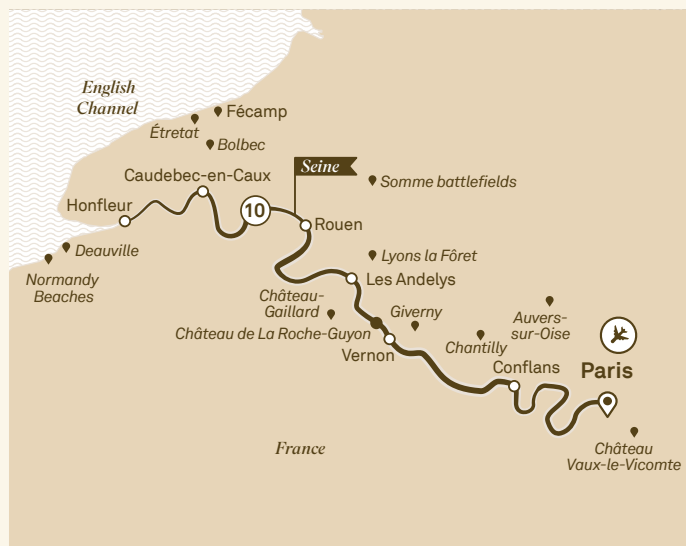 English
Channel
Fécamp
Étretat
Bolbec
Caudebec-en-Caux
Seine
Somme battlefields
Honfleur
10
Rouen
Deauville
Lyons la Fôret
Normandy
Beaches
Les Andelys
Château-
Gaillard
Giverny
Auvers-
sur-Oise
Château de La Roche-Guyon
Chantilly
Vernon
Conflans
Paris
France
Château
Vaux-le-Vicomte